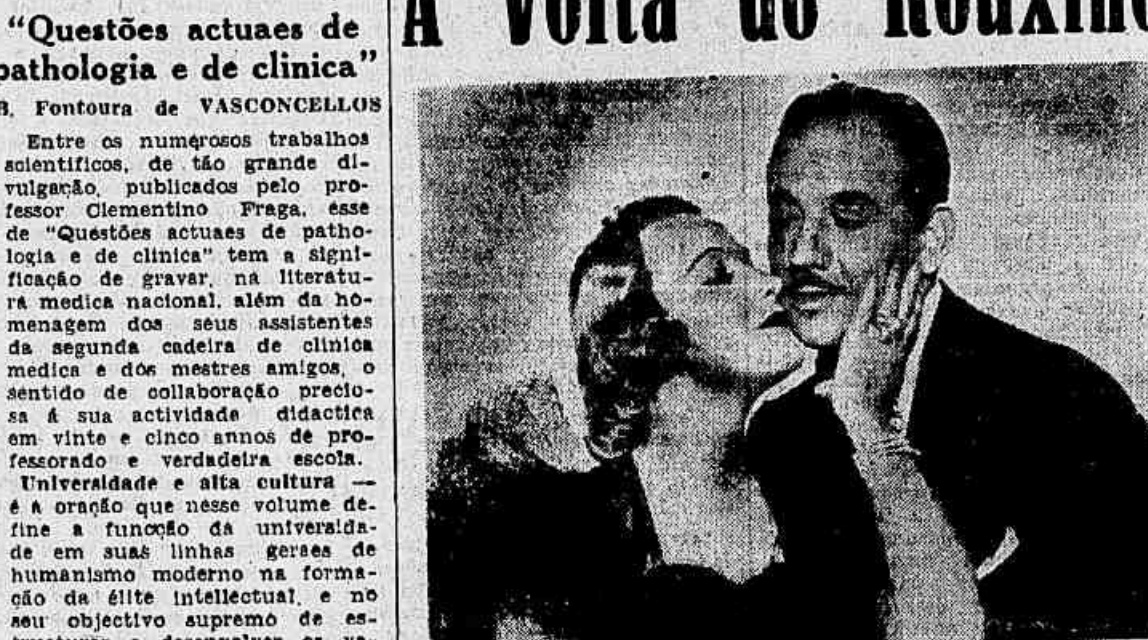 “Questões actuaes de
pathologia e de clinica”
B. Fontoura de VASCONCELLOS
Entre os numerosos trabalhos
scientificos, de tão grande di-
vulgação, publicados pelo pro-
fessor Clementino Fraga, esse
de “Questões actuaes de patho-
logia e de clinica” tem a signi-
ficação de gravar, na literatu-
ra medica nacional, além da ho-
menagem dos seus assistentes
da segunda cadeira de clinica
medica e dos mestres amigos, o
sentido de collaboração precio-
sa á sua actividade didactica
em vinte e cinco annos de pro-
fessorado e verdadeira escola.
Universidade e alta cultura —
é a oração que nesse volume de-
fine a funcção da universida-
de em suas linhas geraes de
humanismo moderno na forma-
ção da élite intellectual, e no
seu objectivo supremo de es-
A Volta do Rouxino